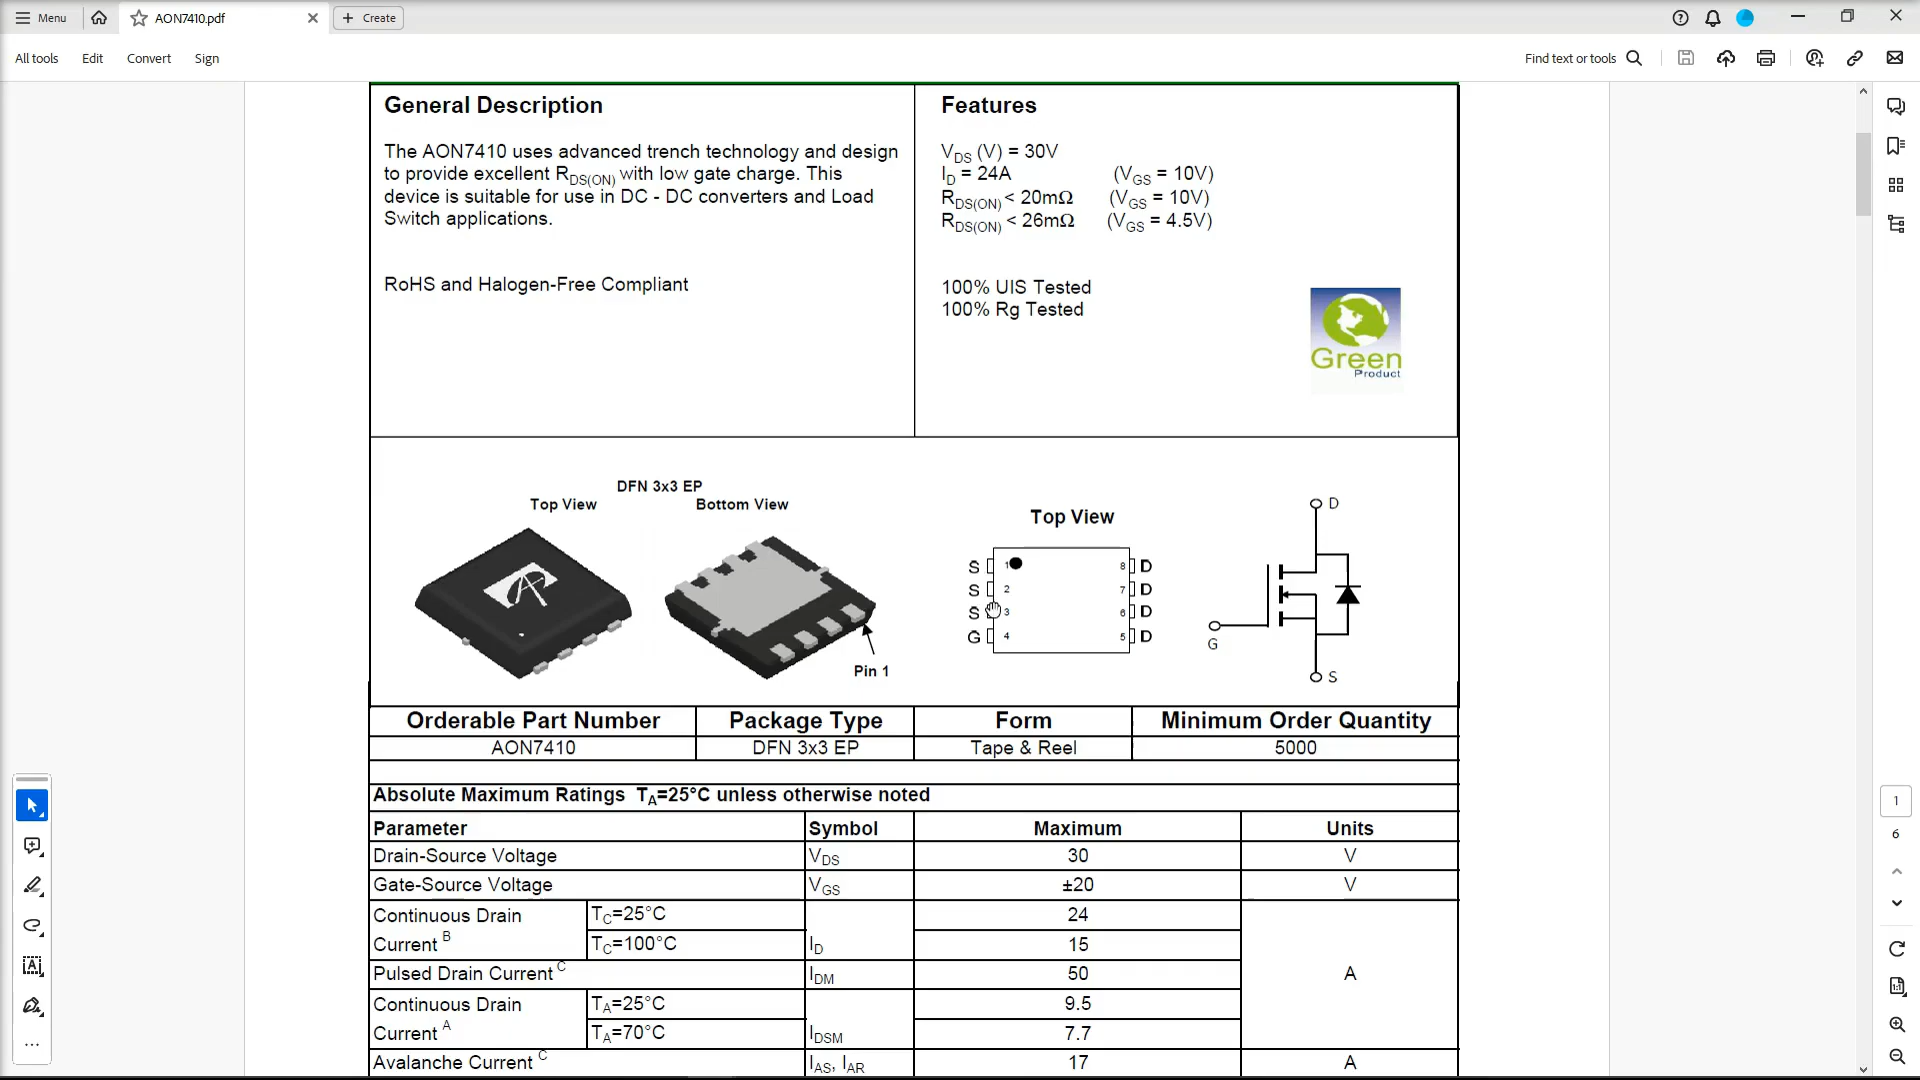 Menu
AON7410.pdf
Create
All tools
Edit
Convert
Sign
Find text or tools
General Description
The AON7410 uses advanced trench technology and design
to provide excellent RDS(ON) with low gate charge. This
device is suitable for use in DC - DC converters and Load
Switch applications.
RoHS and Halogen-Free Compliant
Features
VDS (V) = 30V
ID = 24A (VGS = 10V)
RDS(ON) < 20mΩ (VGS = 10V)
RDS(ON) < 26mΩ (VGS = 4.5V)
100% UIS Tested
100% Rg Tested
Green
Product
DFN 3x3 EP
Top View Bottom View
Pin 1
Top View
S 1 8 D
S 2 7 D
S 3 6 D
G 4 5 D
D
G
S
Orderable Part Number Package Type Form Minimum Order Quantity
AON7410 DFN 3x3 EP Tape & Reel 5000
Absolute Maximum Ratings TA=25°C unless otherwise noted
Parameter Symbol Maximum Units
Drain-Source Voltage VDS 30 V
Gate-Source Voltage VGS ±20 V
Continuous Drain TC=25°C 24
Current B TC=100°C ID 15
Pulsed Drain Current C IDM 50 A
Continuous Drain TA=25°C 9.5
Current A TA=70°C IDSM 7.7
Avalanche Current C IAS, IAR 17 A
1
6